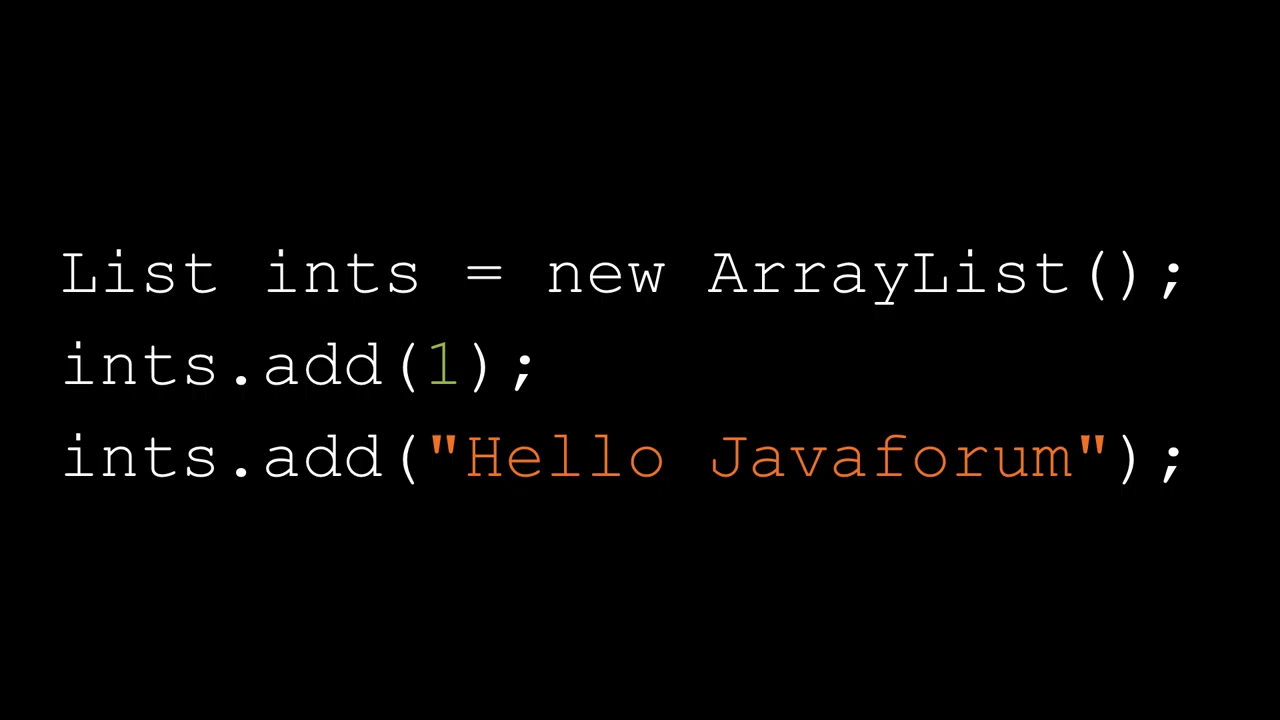 List ints = new ArrayList();
ints.add(1);
ints.add("Hello Javaforum");